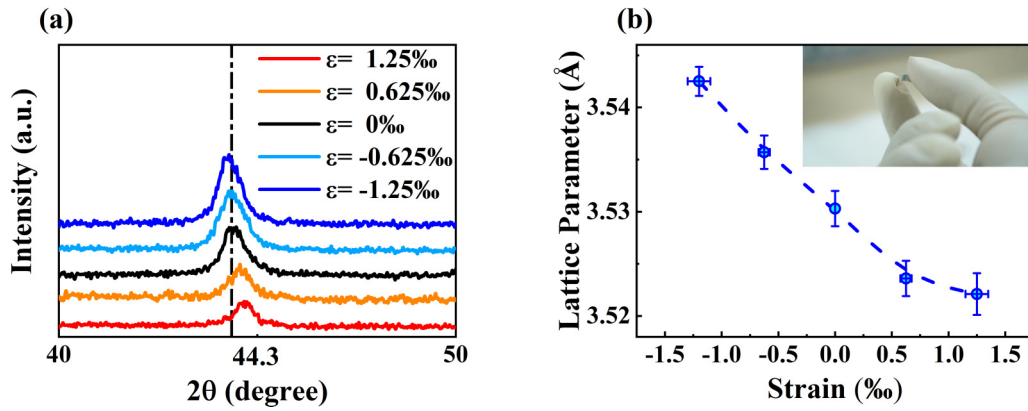 (a)
Intensity (a.u.)
ε= 1.25‰
ε= 0.625‰
ε= 0‰
ε= -0.625‰
ε= -1.25‰
40
44.3
50
2θ (degree)
(b)
Lattice Parameter (Å)
3.54
3.53
3.52
-1.5
-1.0
-0.5
0.0
0.5
1.0
1.5
Strain (‰)